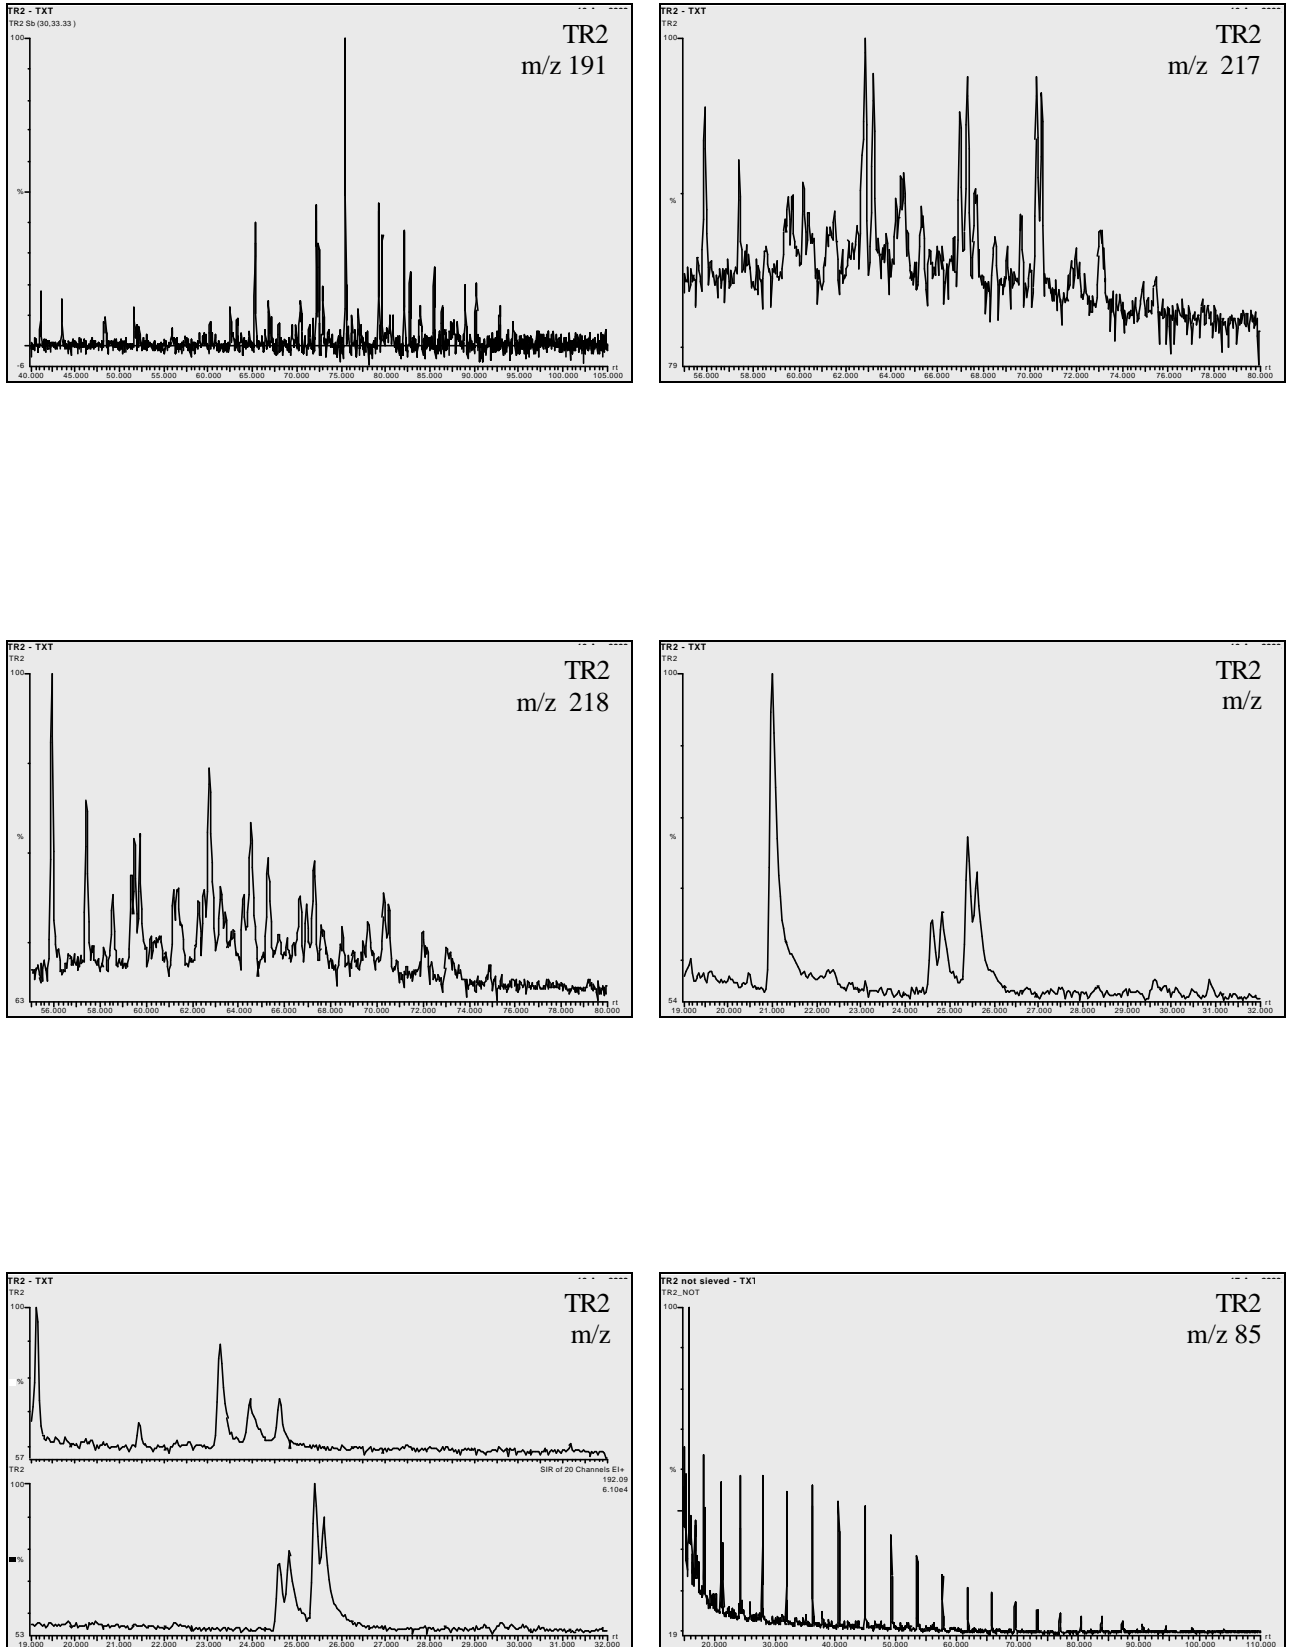 TR2 - TXT
TR2 Sb (30,33.33 )
TR2
m/z 191
100
%
-6
40.000 45.000 50.000 55.000 60.000 65.000 70.000 75.000 80.000 85.000 90.000 95.000 100.000 105.000
rt
TR2 - TXT
TR2
TR2
m/z 217
100
%
79
56.000 58.000 60.000 62.000 64.000 66.000 68.000 70.000 72.000 74.000 76.000 78.000 80.000
rt
TR2 - TXT
TR2
TR2
m/z 218
100
%
63
56.000 58.000 60.000 62.000 64.000 66.000 68.000 70.000 72.000 74.000 76.000 78.000 80.000
rt
TR2 - TXT
TR2
TR2
m/z
100
%
54
19.000 20.000 21.000 22.000 23.000 24.000 25.000 26.000 27.000 28.000 29.000 30.000 31.000 32.000
rt
TR2 - TXT
TR2
TR2
m/z
100
%
57
TR2
SIR of 20 Channels EI+
192.09
6.10e4
100
%
53
19.000 20.000 21.000 22.000 23.000 24.000 25.000 26.000 27.000 28.000 29.000 30.000 31.000 32.000
rt
TR2 not sieved - TXT
TR2_NOT
TR2
m/z 85
100
%
19
20.000 30.000 40.000 50.000 60.000 70.000 80.000 90.000 100.000 110.000
rt